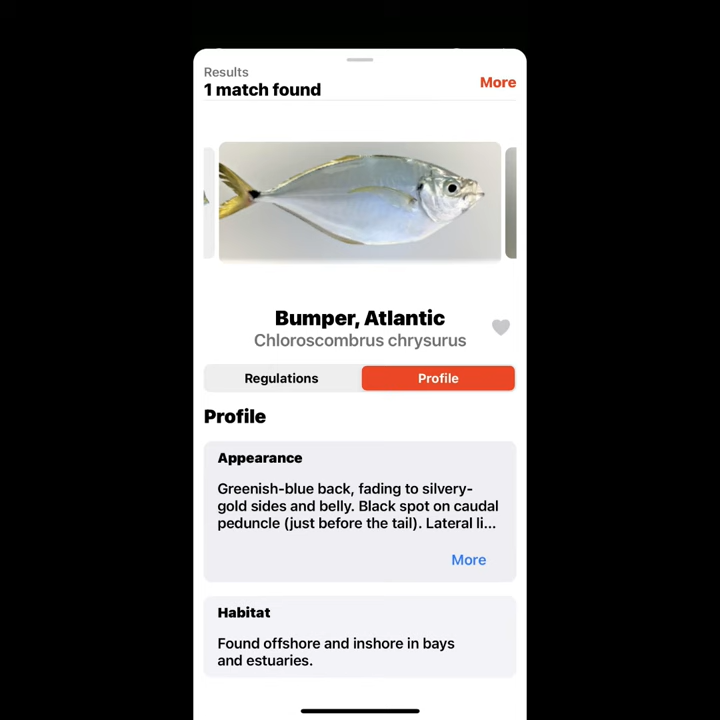 Results
1 match found
More
Bumper, Atlantic
Chloroscombrus chrysurus
Regulations
Profile
Profile
Appearance
Greenish-blue back, fading to silvery-
gold sides and belly. Black spot on caudal
peduncle (just before the tail). Lateral li...
More
Habitat
Found offshore and inshore in bays
and estuaries.